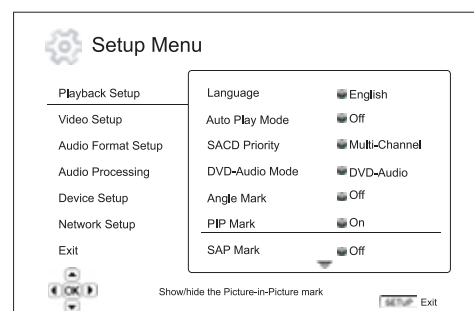 Setup Menu
Playback Setup
Video Setup
Audio Format Setup
Audio Processing
Device Setup
Network Setup
Exit
Language English
Auto Play Mode Off
SACD Priority Multi-Channel
DVD-Audio Mode DVD-Audio
Angle Mark Off
PIP Mark On
SAP Mark Off
OK
Show/hide the Picture-in-Picture mark
SETUP Exit